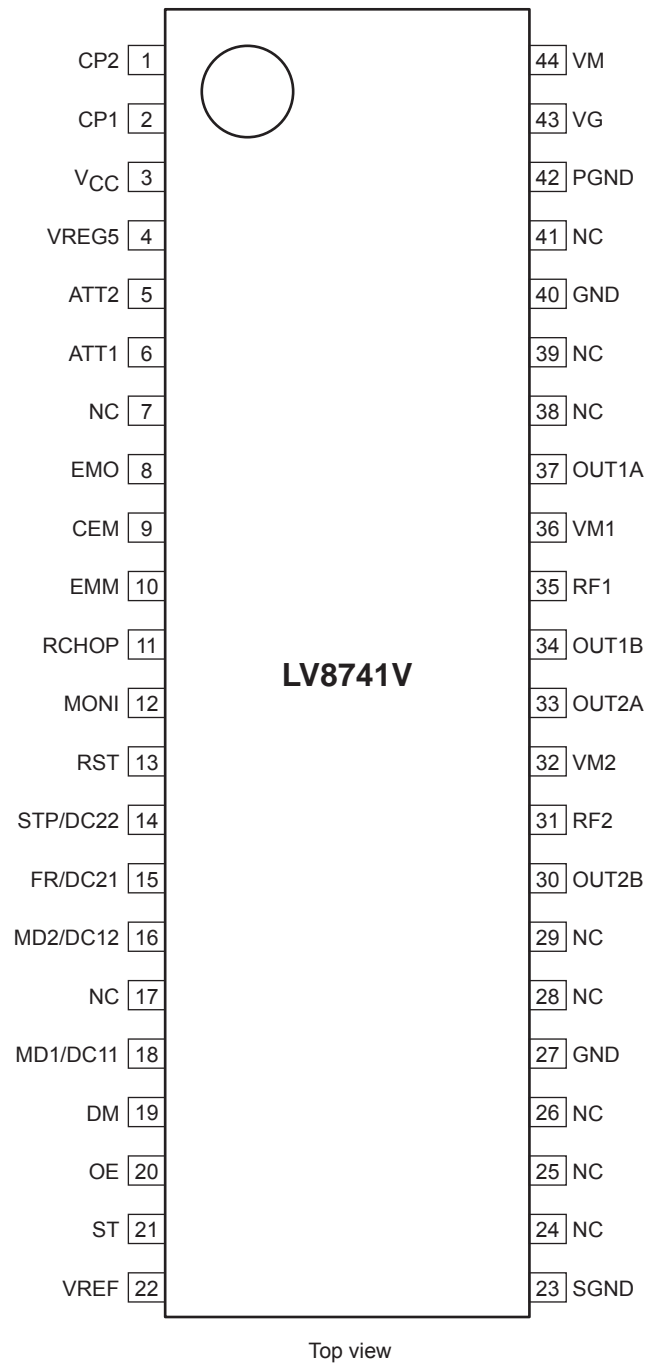 CP2 1 44 VM
CP1 2 43 VG
VCC 3 42 PGND
VREG5 4 41 NC
ATT2 5 40 GND
ATT1 6 39 NC
NC 7 38 NC
EMO 8 37 OUT1A
CEM 9 36 VM1
EMM 10 35 RF1
RCHOP 11 34 OUT1B
LV8741V
MONI 12 33 OUT2A
RST 13 32 VM2
STP/DC22 14 31 RF2
FR/DC21 15 30 OUT2B
MD2/DC12 16 29 NC
NC 17 28 NC
MD1/DC11 18 27 GND
DM 19 26 NC
OE 20 25 NC
ST 21 24 NC
VREF 22 23 SGND
Top view